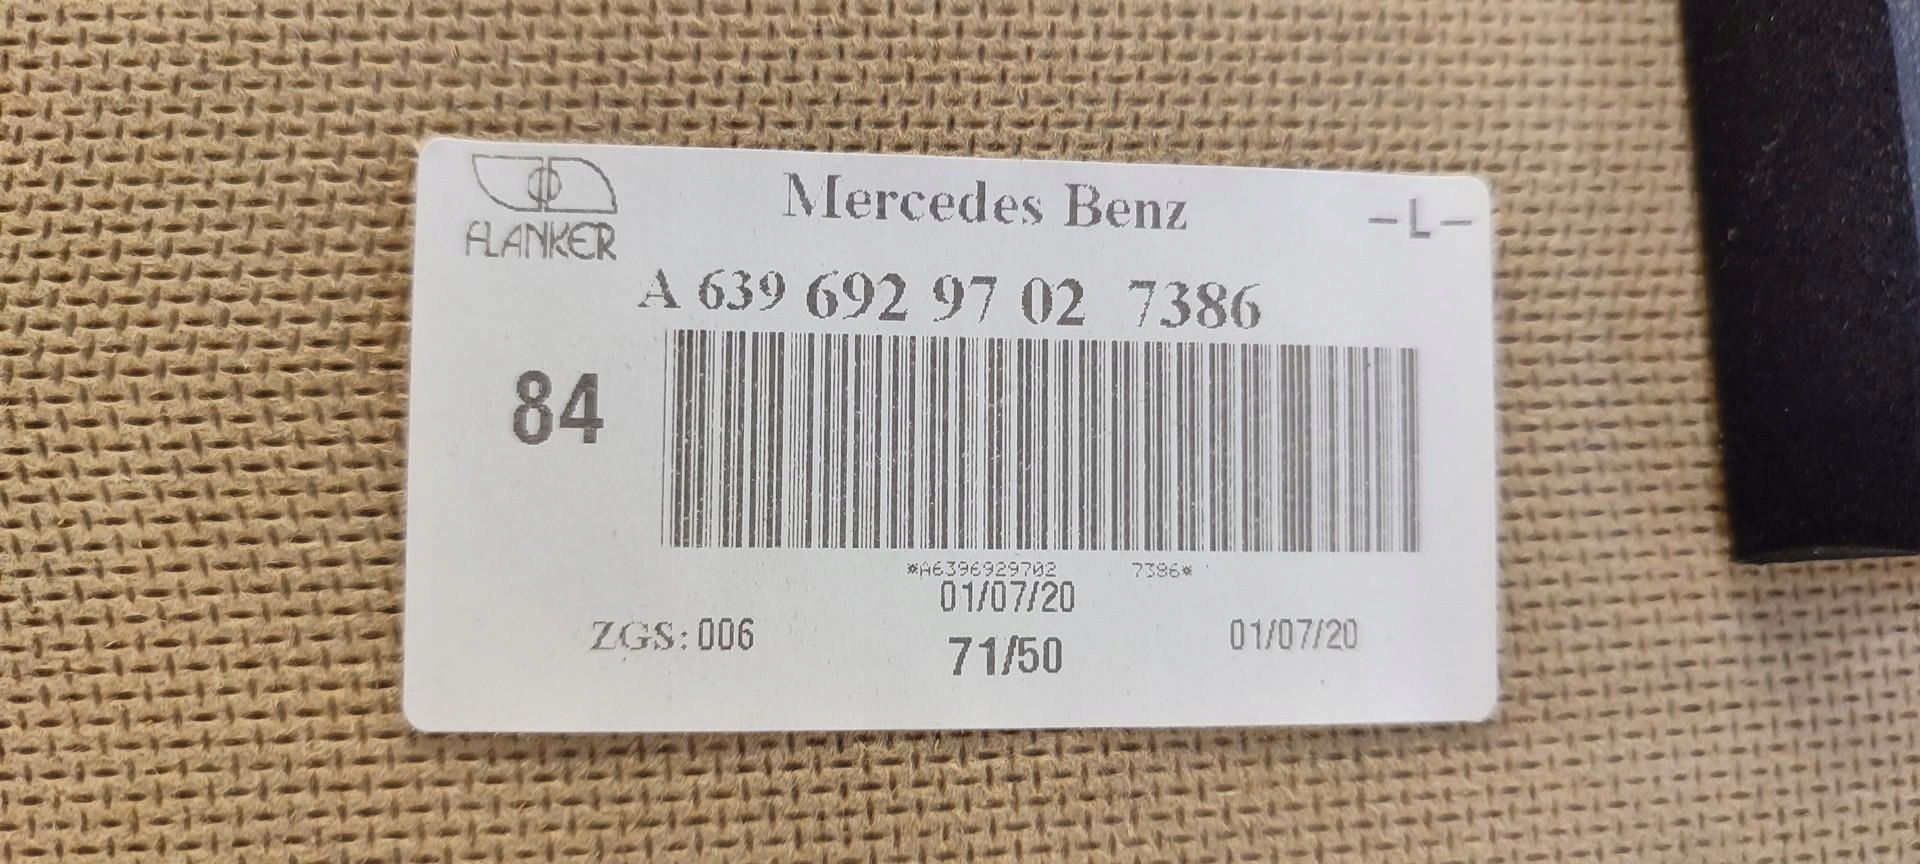 FLANKER
Mercedes Benz
–L–
A 639 692 97 02 7386
84
*A6396929702 7386*
01/07/20
ZGS: 006
71/50
01/07/20